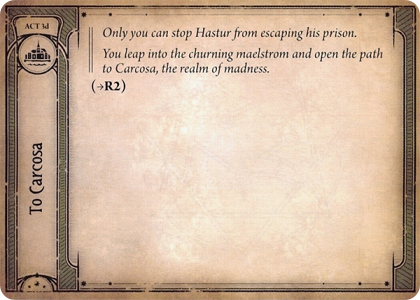 ACT 3d
To Carcosa
Only you can stop Hastur from escaping his prison.
You leap into the churning maelstrom and open the path
to Carcosa, the realm of madness.
(→R2)